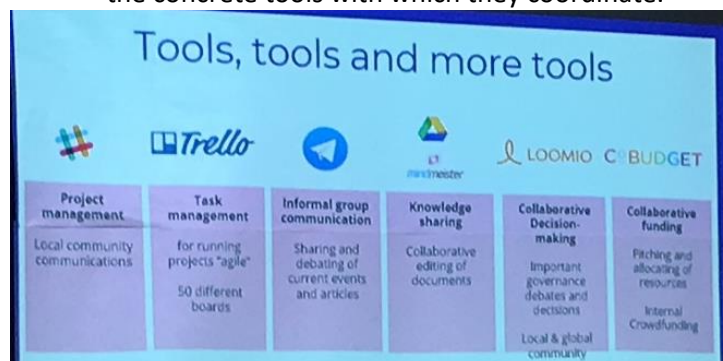 the concrete tools with which they coordinate.
Tools, tools and more tools
Trello
mindmeister
LOOMIO
COBUDGET
Project
management
Local community
communications
Task
management
for running
projects "agile"
50 different
boards
Informal group
communication
Sharing and
debating of
current events
and articles
Knowledge
sharing
Collaborative
editing of
documents
Collaborative
Decision-
making
Important
governance
debates and
decisions
Local & global
community
Collaborative
funding
Pitching and
allocating of
resources
Internal
Crowdfunding